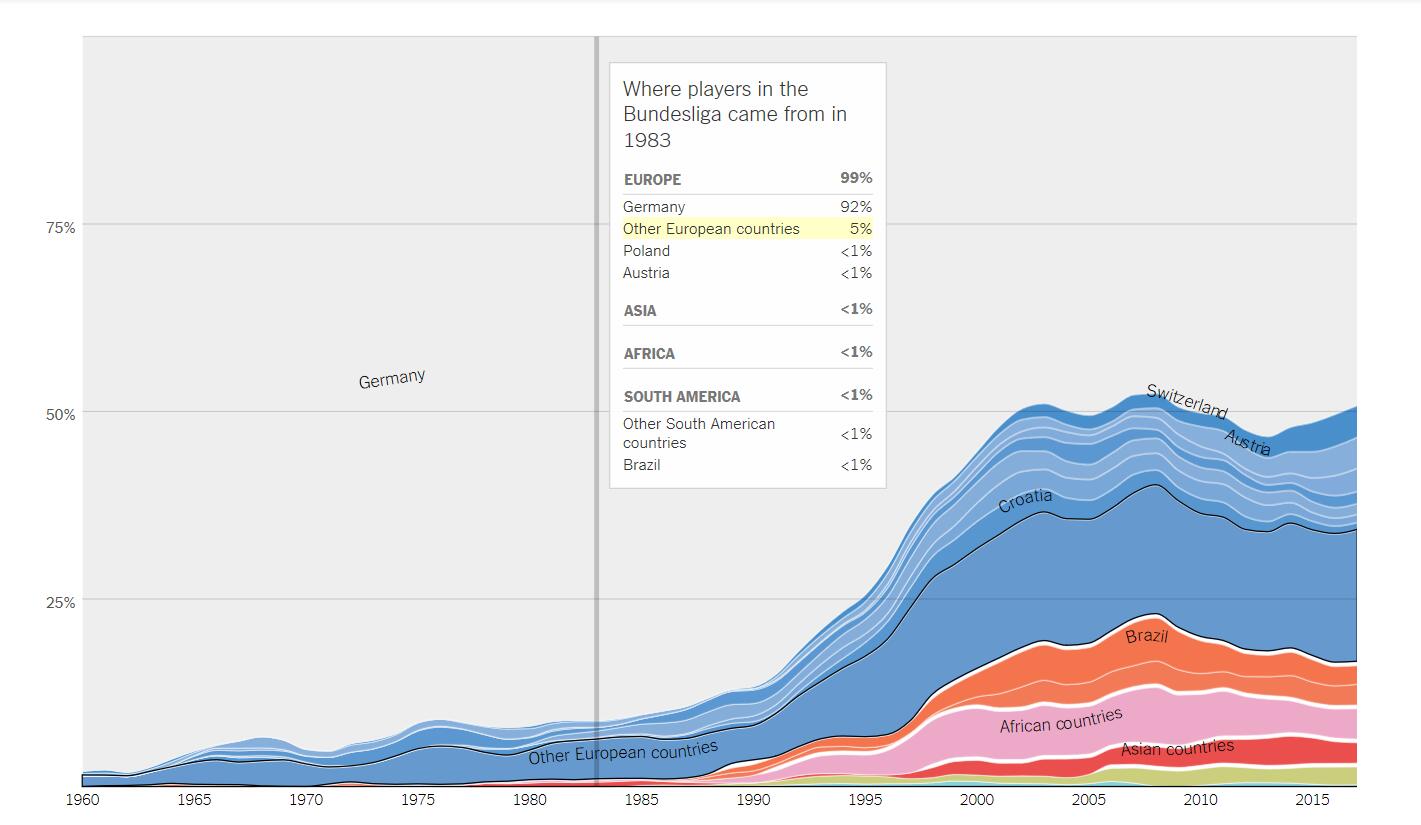 Where players in the
Bundesliga came from in
1983
EUROPE 99%
Germany 92%
Other European countries 5%
Poland <1%
Austria <1%
ASIA <1%
AFRICA <1%
SOUTH AMERICA <1%
Other South American
countries <1%
Brazil <1%
75%
50%
25%
Germany
Switzerland
Austria
Croatia
Brazil
African countries
Asian countries
Other European countries
1960 1965 1970 1975 1980 1985 1990 1995 2000 2005 2010 2015